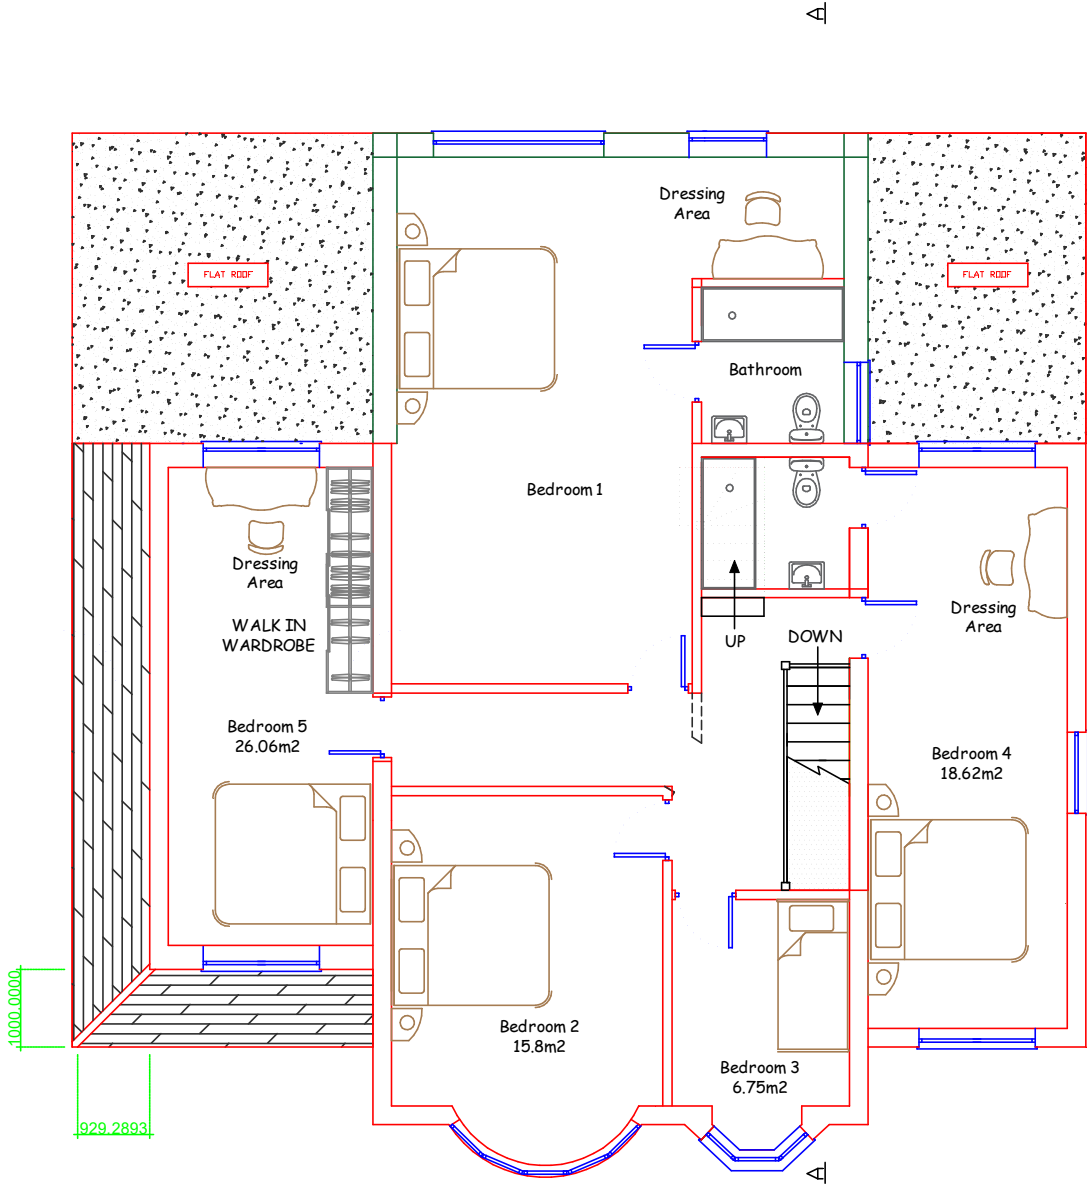 A
Dressing
Area
FLAT ROOF
FLAT ROOF
Bathroom
Bedroom 1
Dressing
Area
WALK IN
WARDROBE
Dressing
Area
UP
DOWN
Bedroom 5
26.06m2
Bedroom 4
18.62m2
1000.0000
Bedroom 2
15.8m2
Bedroom 3
6.75m2
929.2893
A